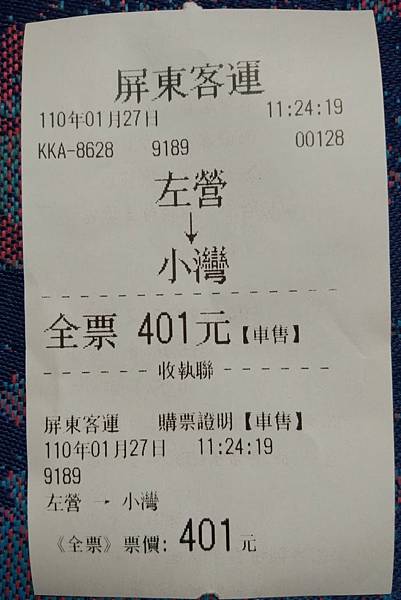 屏東客運
110年01月27日 11:24:19
KKA-8628 9189 00128
左營
↓
小灣
全票 401元【車售】
收執聯
屏東客運 購票證明【車售】
110年01月27日 11:24:19
9189
左營 → 小灣
《全票》票價: 401元